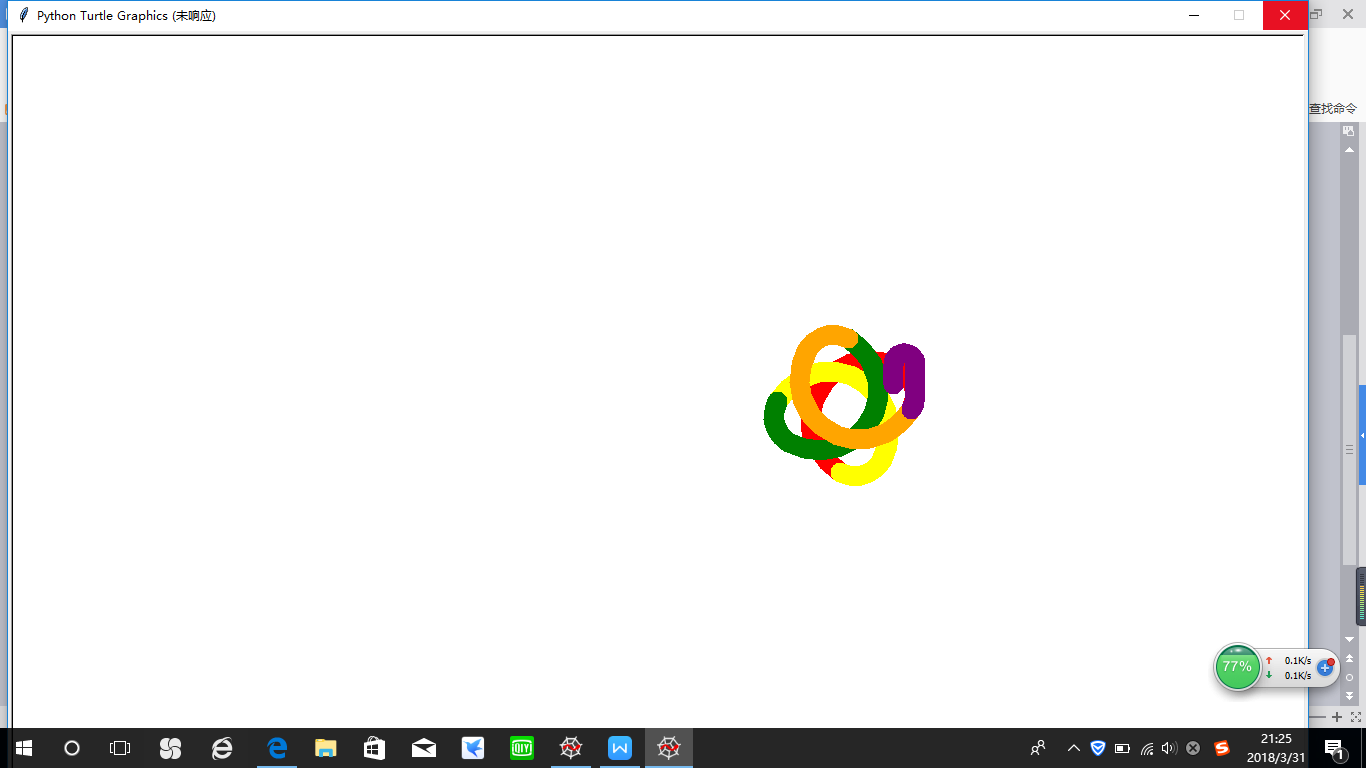 Python Turtle Graphics (未响应)
查找命令
77%
0.1K/s
0.1K/s
DIY
W
S
21:25
2018/3/31
1